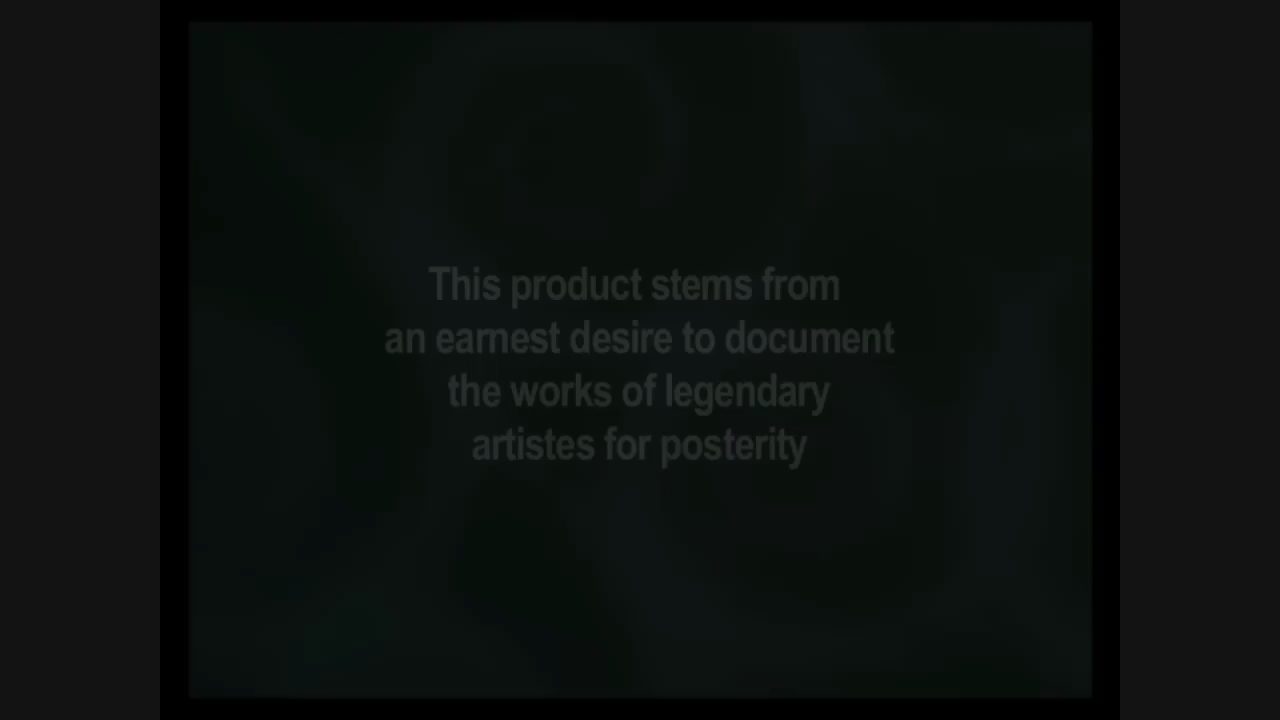 This product stems from
an earnest desire to document
the works of legendary
artistes for posterity